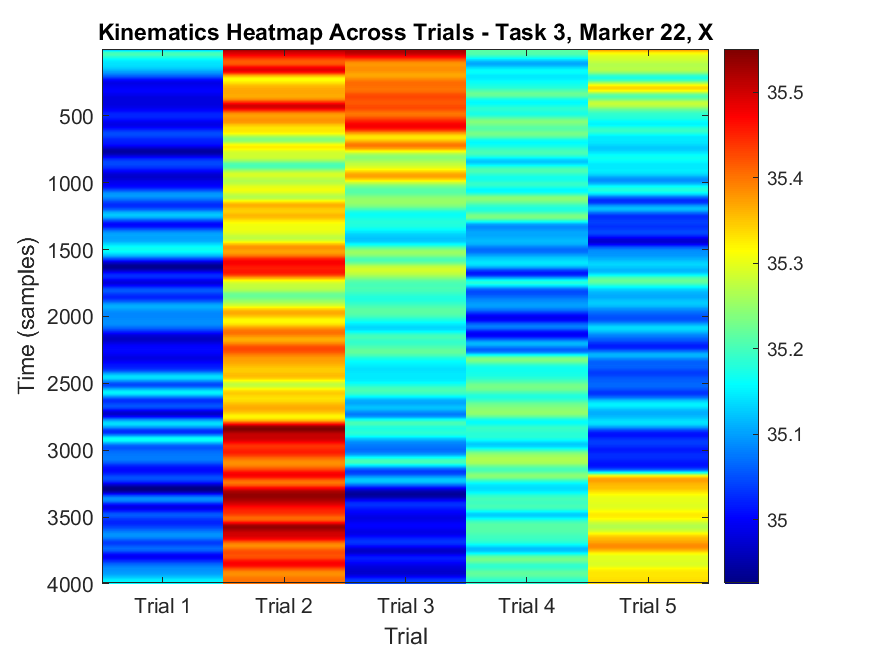 Kinematics Heatmap Across Trials - Task 3, Marker 22, X
Time (samples)
500
1000
1500
2000
2500
3000
3500
4000
Trial 1
Trial 2
Trial 3
Trial 4
Trial 5
Trial
35.5
35.4
35.3
35.2
35.1
35